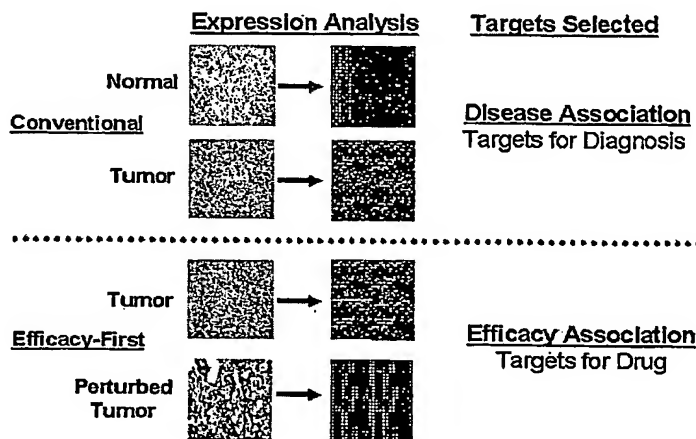 Expression Analysis
Targets Selected
Normal
Conventional
Disease Association
Targets for Diagnosis
Tumor
Tumor
Efficacy-First
Efficacy Association
Targets for Drug
Perturbed
Tumor